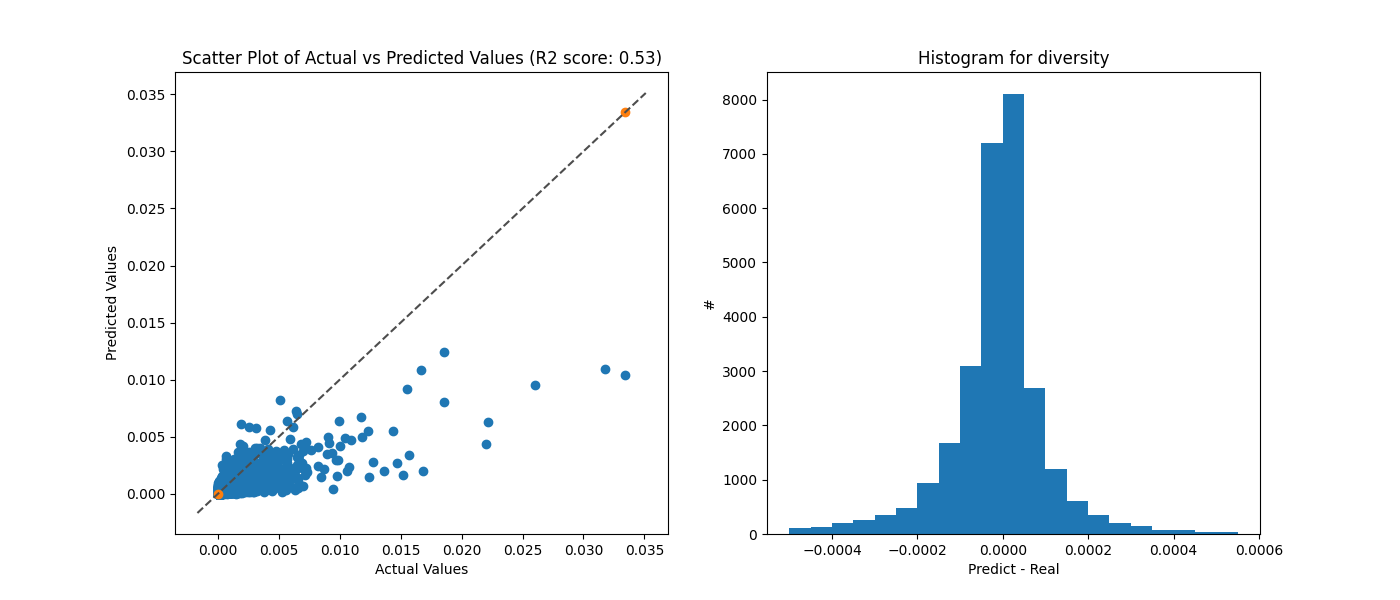 Scatter Plot of Actual vs Predicted Values (R2 score: 0.53)
Predicted Values
0.035
0.030
0.025
0.020
0.015
0.010
0.005
0.000
0.000 0.005 0.010 0.015 0.020 0.025 0.030 0.035
Actual Values
Histogram for diversity
#
8000
7000
6000
5000
4000
3000
2000
1000
0
−0.0004 −0.0002 0.0000 0.0002 0.0004 0.0006
Predict - Real